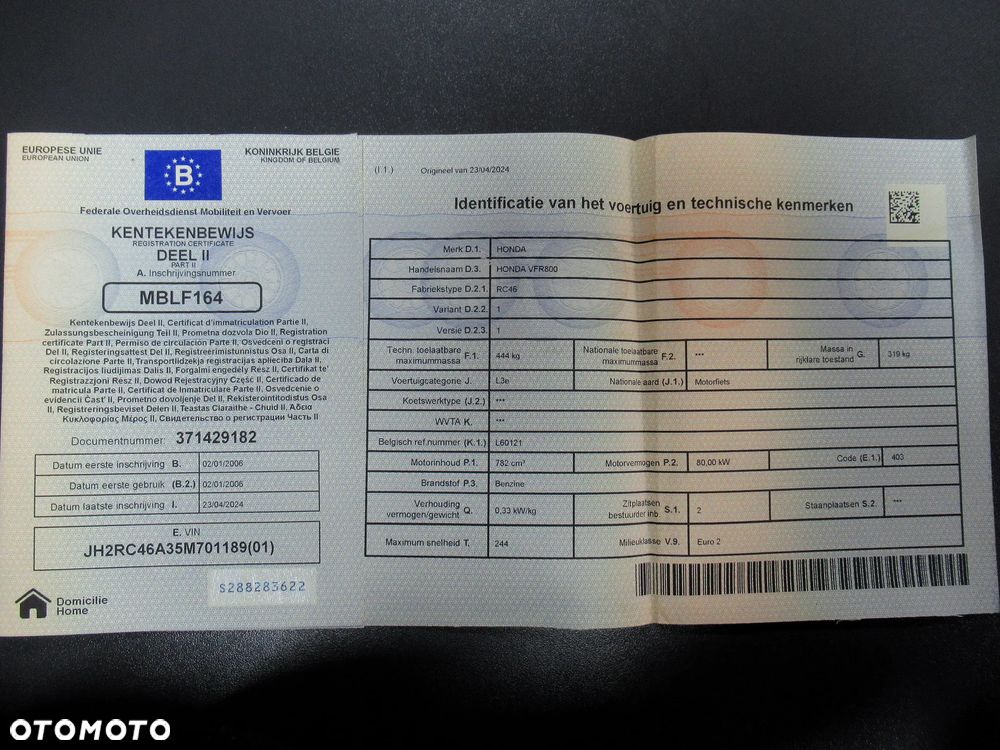 EUROPESE UNIE
EUROPEAN UNION
KONINKRIJK BELGIE
KINGDOM OF BELGIUM
B
Federale Overheidsdienst Mobiliteit en Vervoer
KENTEKENBEWIJS
REGISTRATION CERTIFICATE
DEEL II
PART II
A. Inschrijvingsnummer
MBLF164
Kentekenbewijs Deel II, Certificat d'immatriculation Partie II,
Zulassungsbescheinigung Teil II, Prometna dozvola Dio II, Registration
certificate Part II, Permiso de circulación Parte II, Osvedceni o registraci
Del II, Registeringsattest Del II, Registreerimistunnistus Osa II, Carta di
circolazione Parte II, Transportlidzekja registracijas aplieciba Dala II,
Registracijos liudijimas Dalis II, Forgalmi engedély Resz II, Certifikat te'
Registrazzjoni Resz II, Dowod Rejestracyjny Część II, Certificado de
matricula Parte II, Certificat de Inmatriculare Parte II, Osvedcenie o
evidencii Časť II, Prometno dovoljenje Del II, Rekisteriointitodistus Osa
II, Registreringsbeviset Delen II, Teastas Claraithe - Chuid II, Άδεια
Κυκλοφορίας Μέρος II, Свидетелство о регистрации Часть II
Documentnummer: 371429182
Datum eerste inschrijving B. 02/01/2006
Datum eerste gebruik (B.2.) 02/01/2006
Datum laatste inschrijving I. 23/04/2024
E. VIN
JH2RC46A35M701189(01)
S288283622
Domicilie
Home
(I.1.) Origineel van 23/04/2024
Identificatie van het voertuig en technische kenmerken
Merk D.1. HONDA
Handelsnaam D.3. HONDA VFR800
Fabriekstype D.2.1. RC46
Variant D.2.2. 1
Versie D.2.3. 1
Techn. toelaatbare maximummassa F.1. 444 kg Nationale toelaatbare maximummassa F.2. *** Massa in rijklare toestand G. 319 kg
Voertuigcategorie J. L3e Nationale aard (J.1.) Motorfiets
Koetswerktype (J.2.) ***
WVTA K. ***
Belgisch ref.nummer (K.1.) L60121
Motorinhoud P.1. 782 cm³ Motorvermogen P.2. 80,00 kW Code (E.1.) 403
Brandstof P.3. Benzine
Verhouding vermogen/gewicht Q. 0,33 kW/kg Zitplaatsen bestuurder inb. S.1. 2 Staanplaatsen S.2. ***
Maximum snelheid T. 244 Milieuklasse V.9. Euro 2
OTOMOTO